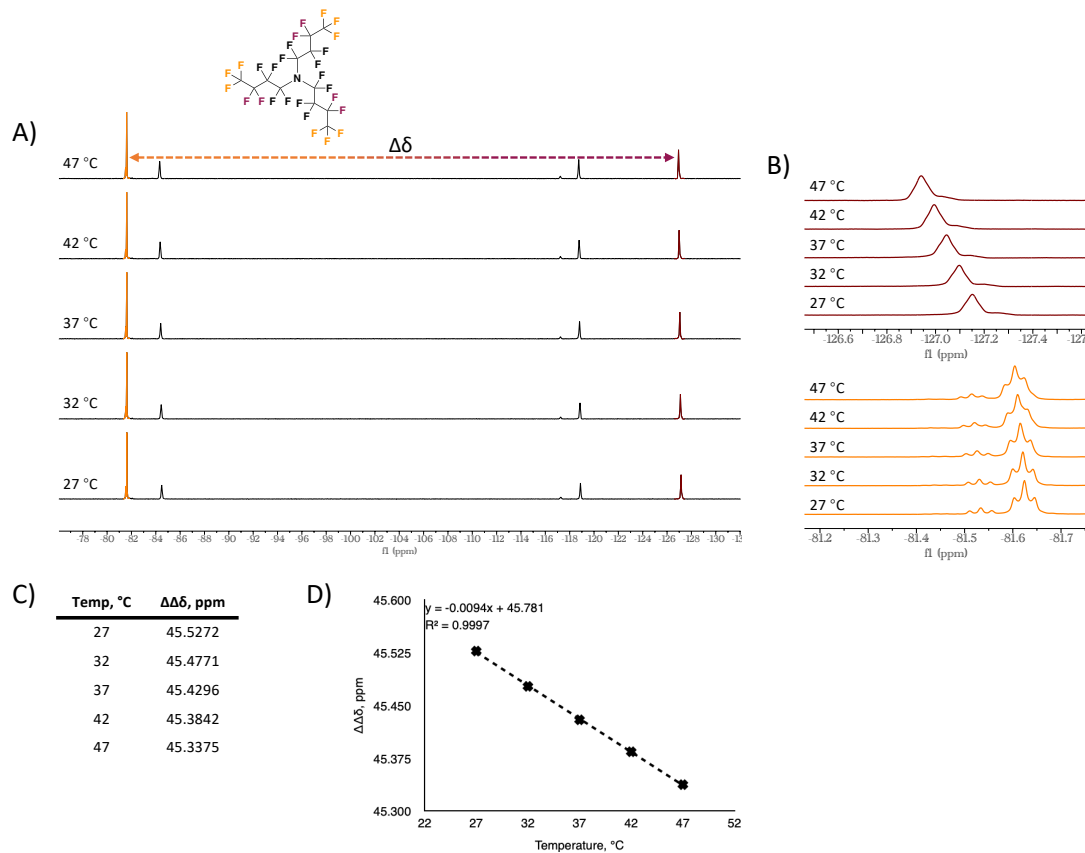 A)
F F F
F F F
F F F F
N
F F F F F F
F F F F F F F
F F F F
F F F
Δδ
47 °C
42 °C
37 °C
32 °C
27 °C
-78 -80 -82 -84 -86 -88 -90 -92 -94 -96 -98 -100 -102 -104 -106 -108 -110 -112 -114 -116 -118 -120 -122 -124 -126 -128 -130 -13
f1 (ppm)
B)
47 °C
42 °C
37 °C
32 °C
27 °C
-126.6 -126.8 -127.0 -127.2 -127.4 -127
f1 (ppm)
47 °C
42 °C
37 °C
32 °C
27 °C
-81.2 -81.3 -81.4 -81.5 -81.6 -81.7
f1 (ppm)
C)
Temp, °C ΔΔδ, ppm
27 45.5272
32 45.4771
37 45.4296
42 45.3842
47 45.3375
D)
y = -0.0094x + 45.781
R² = 0.9997
45.600
45.525
45.450
45.375
45.300
ΔΔδ, ppm
22 27 32 37 42 47 52
Temperature, °C